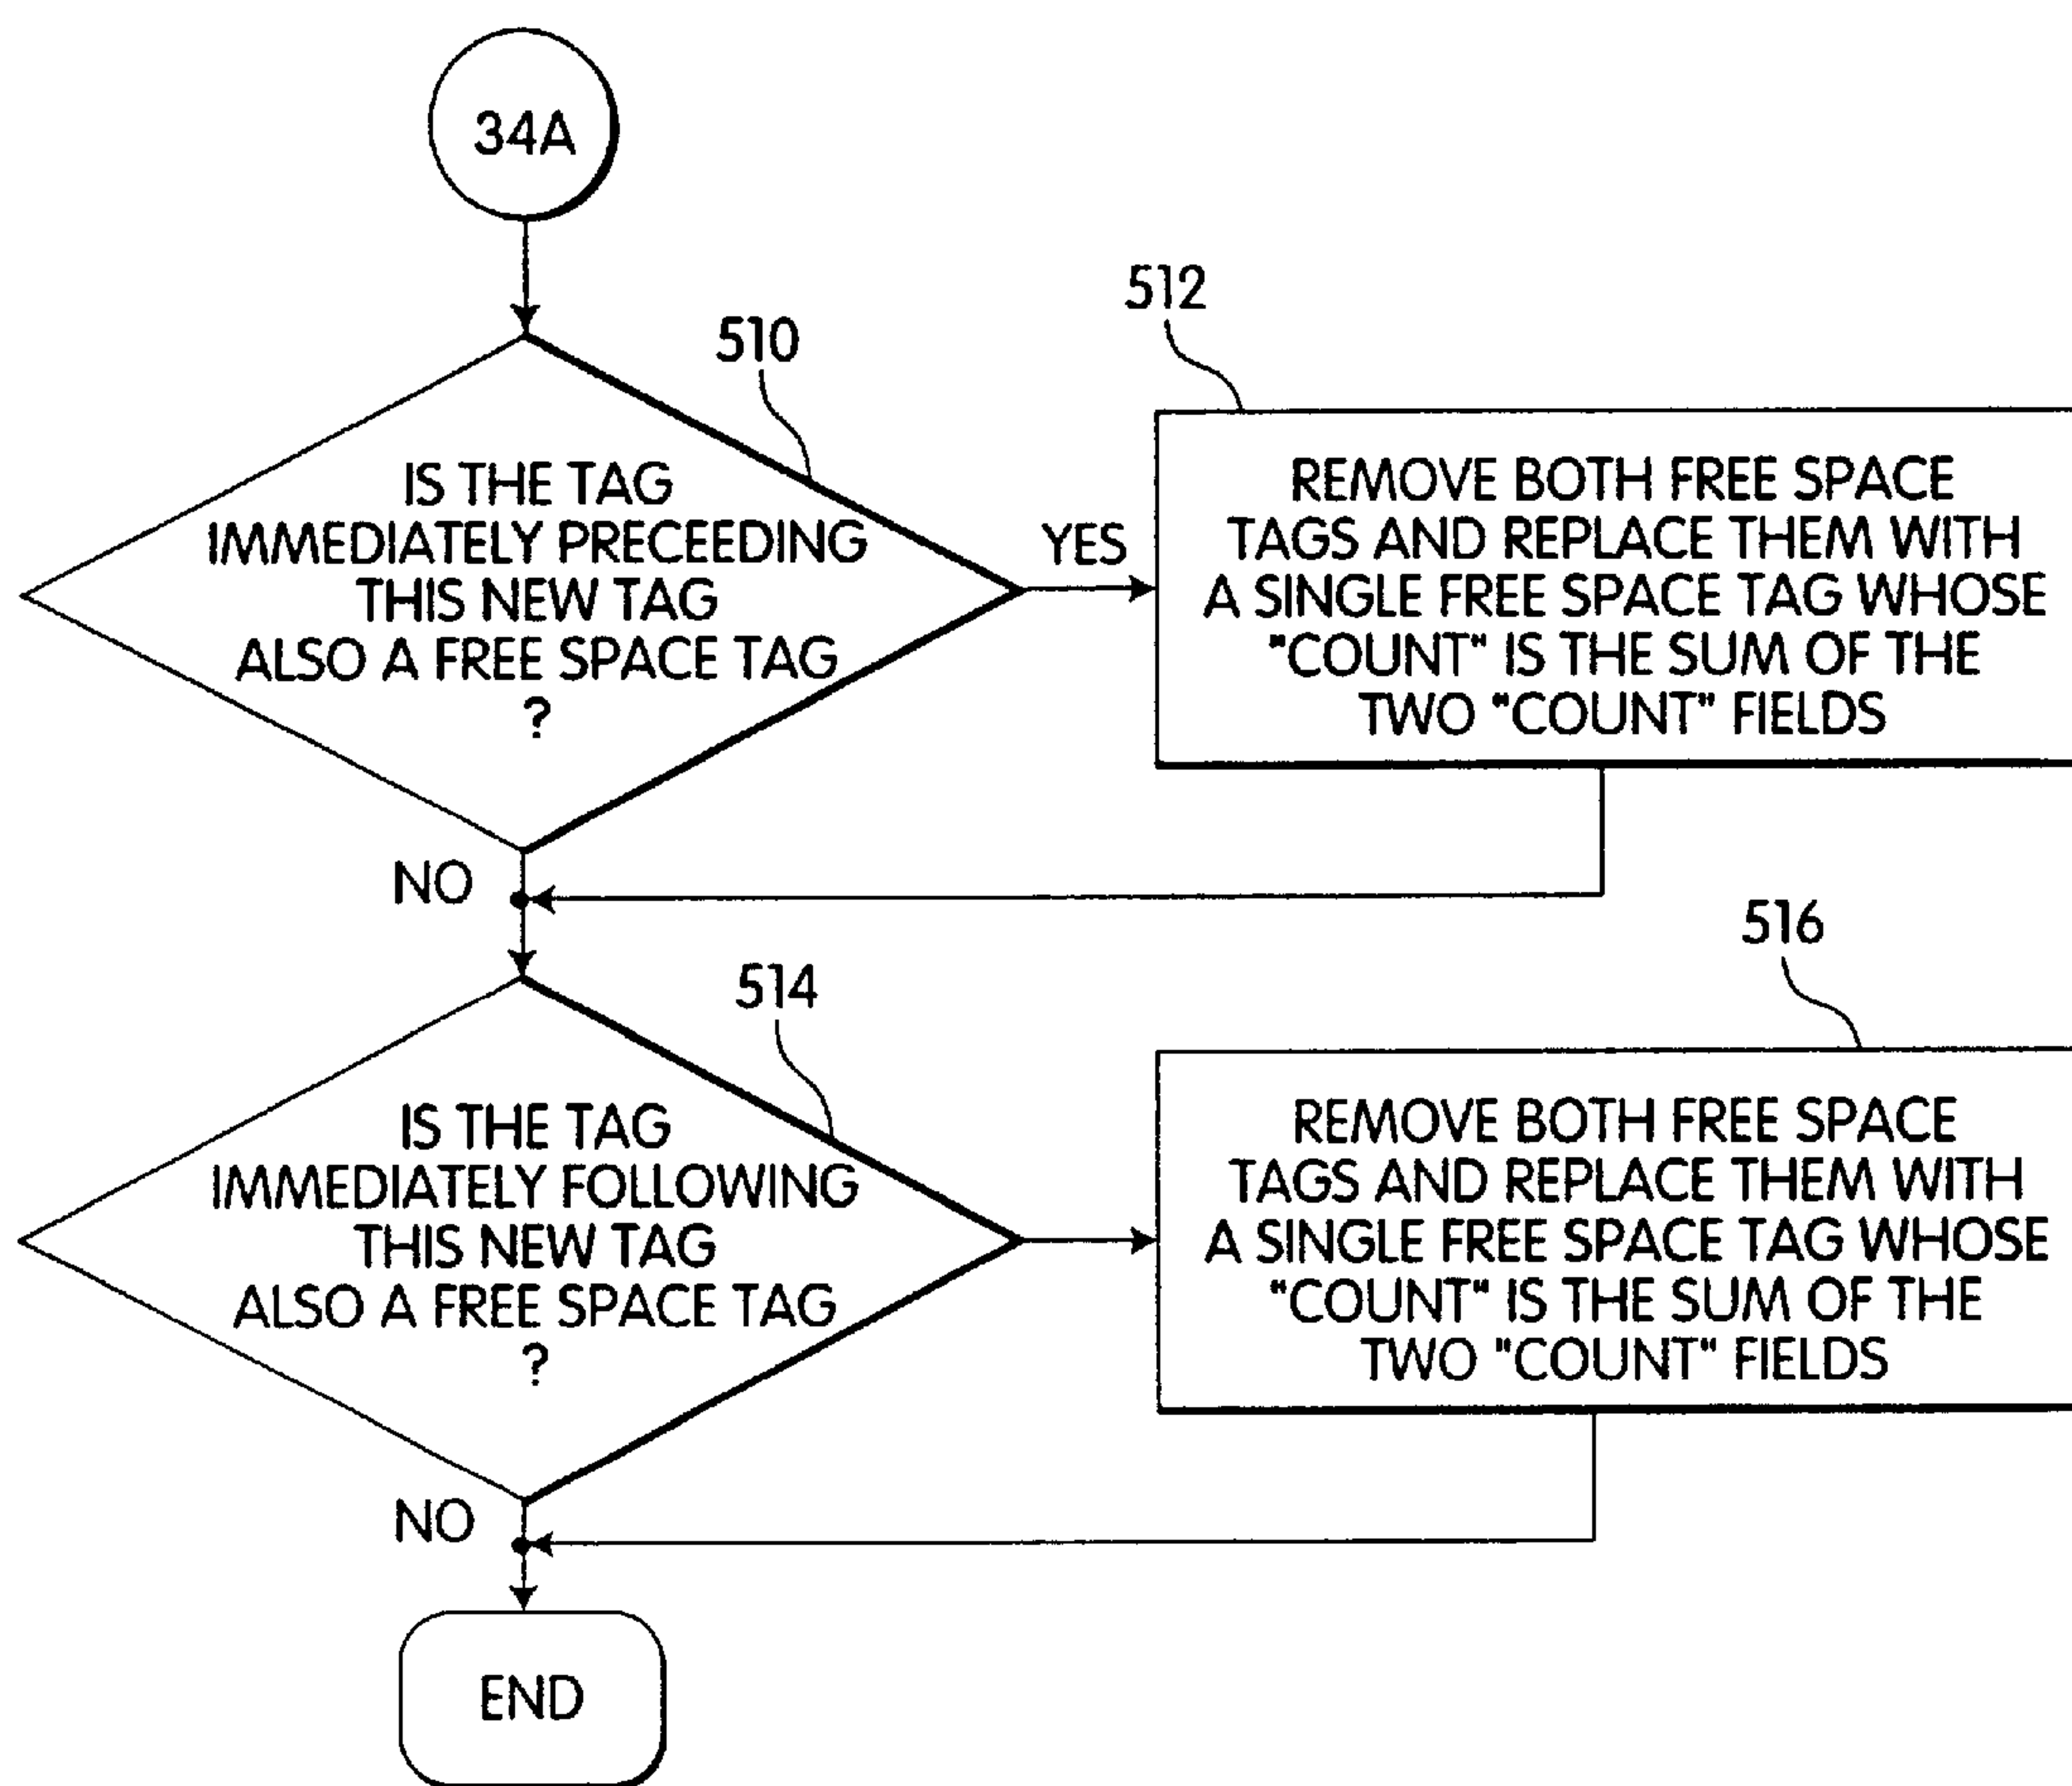 34A
510
512
IS THE TAG
IMMEDIATELY PRECEEDING
THIS NEW TAG
ALSO A FREE SPACE TAG
?
YES
REMOVE BOTH FREE SPACE
TAGS AND REPLACE THEM WITH
A SINGLE FREE SPACE TAG WHOSE
"COUNT" IS THE SUM OF THE
TWO "COUNT" FIELDS
NO
514
516
IS THE TAG
IMMEDIATELY FOLLOWING
THIS NEW TAG
ALSO A FREE SPACE TAG
?
REMOVE BOTH FREE SPACE
TAGS AND REPLACE THEM WITH
A SINGLE FREE SPACE TAG WHOSE
"COUNT" IS THE SUM OF THE
TWO "COUNT" FIELDS
NO
END